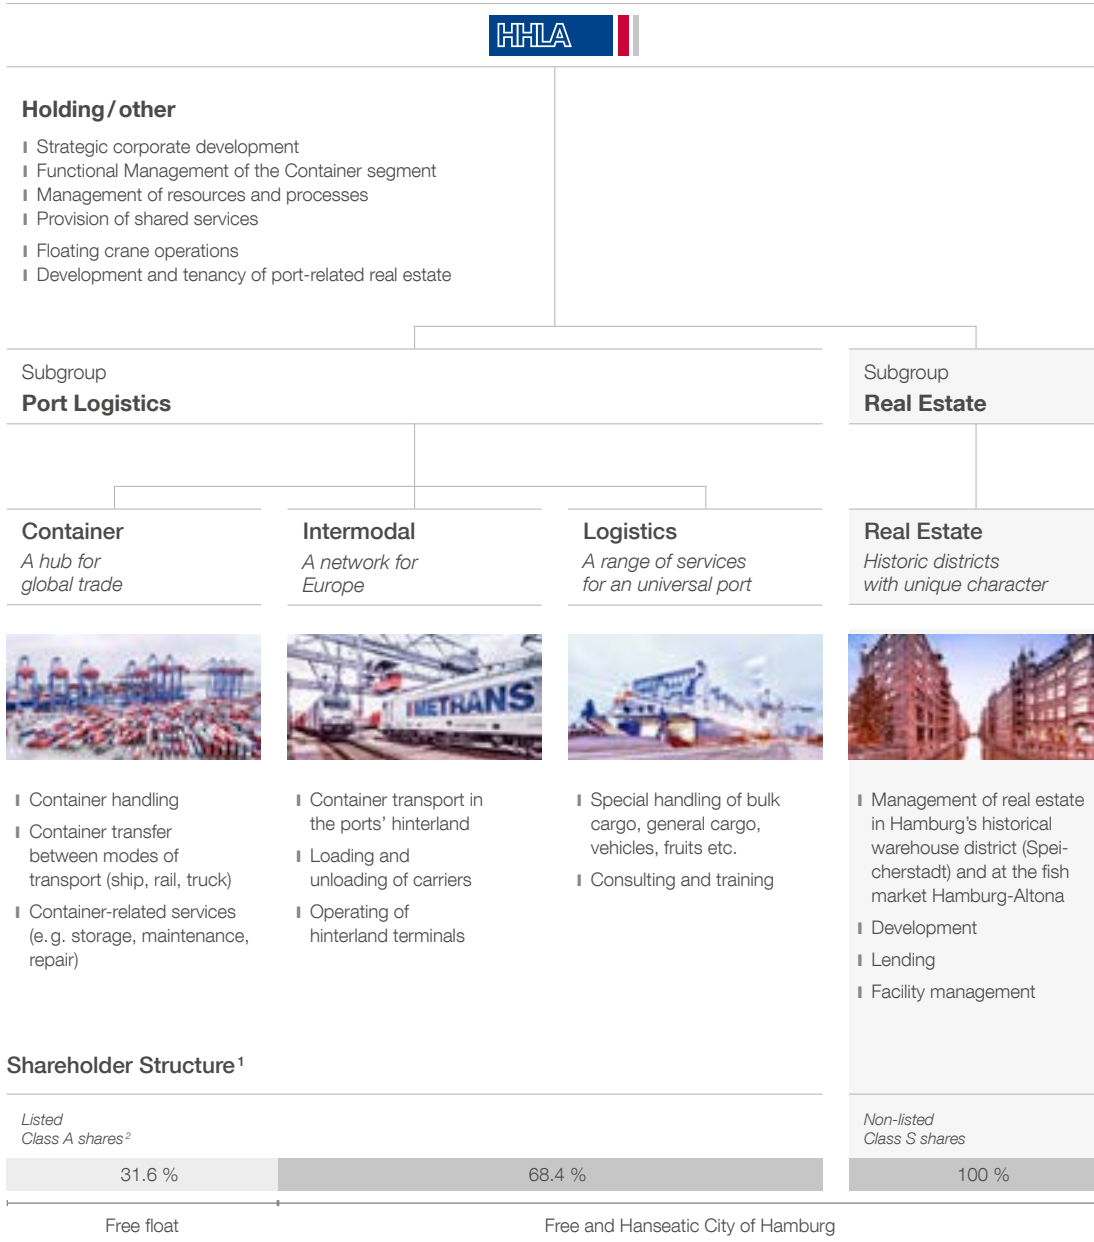 HHLA
Holding/other
Strategic corporate development
Functional Management of the Container segment
Management of resources and processes
Provision of shared services
Floating crane operations
Development and tenancy of port-related real estate
Subgroup
Port Logistics
Subgroup
Real Estate
Container
A hub for
global trade
Intermodal
A network for
Europe
Logistics
A range of services
for an universal port
Real Estate
Historic districts
with unique character
METRANS
Container handling
Container transfer
between modes of
transport (ship, rail, truck)
Container-related services
(e. g. storage, maintenance,
repair)
Container transport in
the ports’ hinterland
Loading and
unloading of carriers
Operating of
hinterland terminals
Special handling of bulk
cargo, general cargo,
vehicles, fruits etc.
Consulting and training
Management of real estate
in Hamburg’s historical
warehouse district (Spei-
cherstadt) and at the fish
market Hamburg-Altona
Development
Lending
Facility management
Shareholder Structure 1
Listed
Class A shares 2
Non-listed
Class S shares
31.6 %
68.4 %
100 %
Free float
Free and Hanseatic City of Hamburg